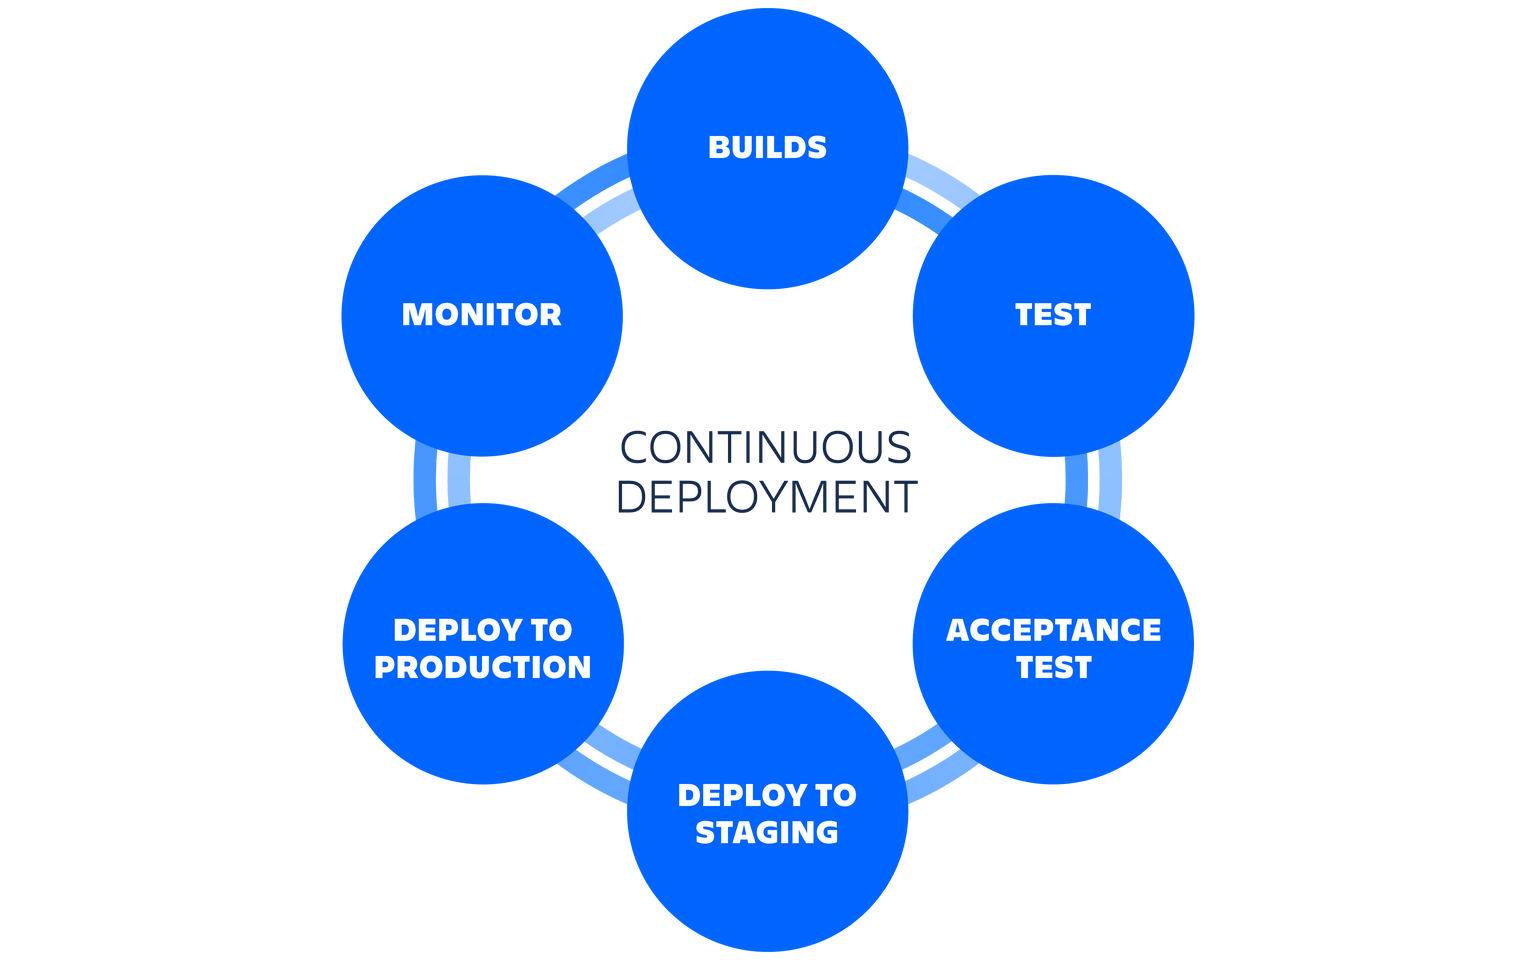 BUILDS
TEST
ACCEPTANCE
TEST
DEPLOY TO
STAGING
DEPLOY TO
PRODUCTION
MONITOR
CONTINUOUS
DEPLOYMENT